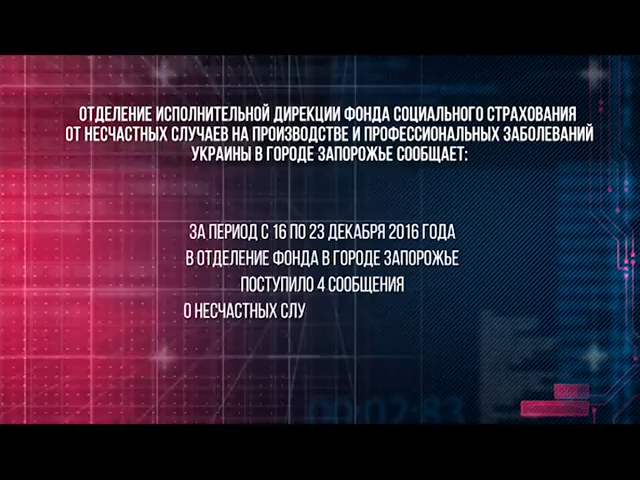 ОТДЕЛЕНИЕ ИСПОЛНИТЕЛЬНОЙ ДИРЕКЦИИ ФОНДА СОЦИАЛЬНОГО СТРАХОВАНИЯ
ОТ НЕСЧАСТНЫХ СЛУЧАЕВ НА ПРОИЗВОДСТВЕ И ПРОФЕССИОНАЛЬНЫХ ЗАБОЛЕВАНИЙ
УКРАИНЫ В ГОРОДЕ ЗАПОРОЖЬЕ СООБЩАЕТ:
ЗА ПЕРИОД С 16 ПО 23 ДЕКАБРЯ 2016 ГОДА
В ОТДЕЛЕНИЕ ФОНДА В ГОРОДЕ ЗАПОРОЖЬЕ
ПОСТУПИЛО 4 СООБЩЕНИЯ
О НЕСЧАСТНЫХ СЛУ